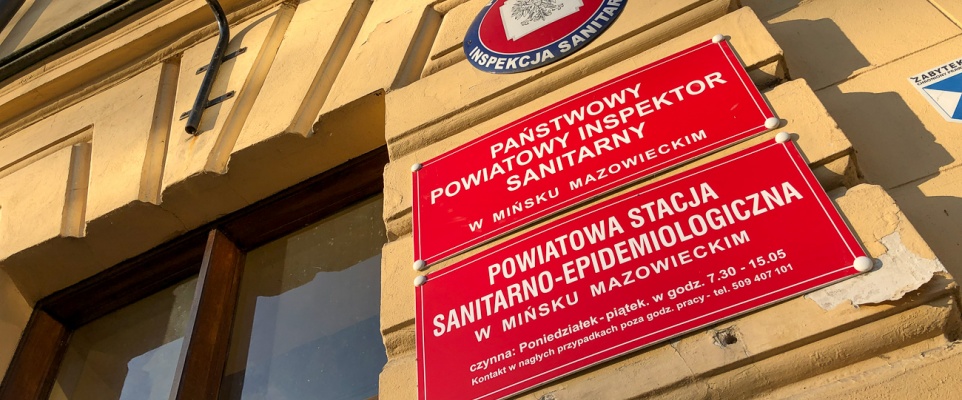 INSPEKCJA SANITARNA
PAŃSTWOWY
POWIATOWY INSPEKTOR
SANITARNY
W MIŃSKU MAZOWIECKIM
POWIATOWA STACJA
SANITARNO-EPIDEMIOLOGICZNA
W MIŃSKU MAZOWIECKIM
czynna: Poniedziałek - piątek. w godz. 7.30 - 15.05
Kontakt w nagłych przypadkach poza godz. pracy - tel. 509 407 101
ZABYTEK